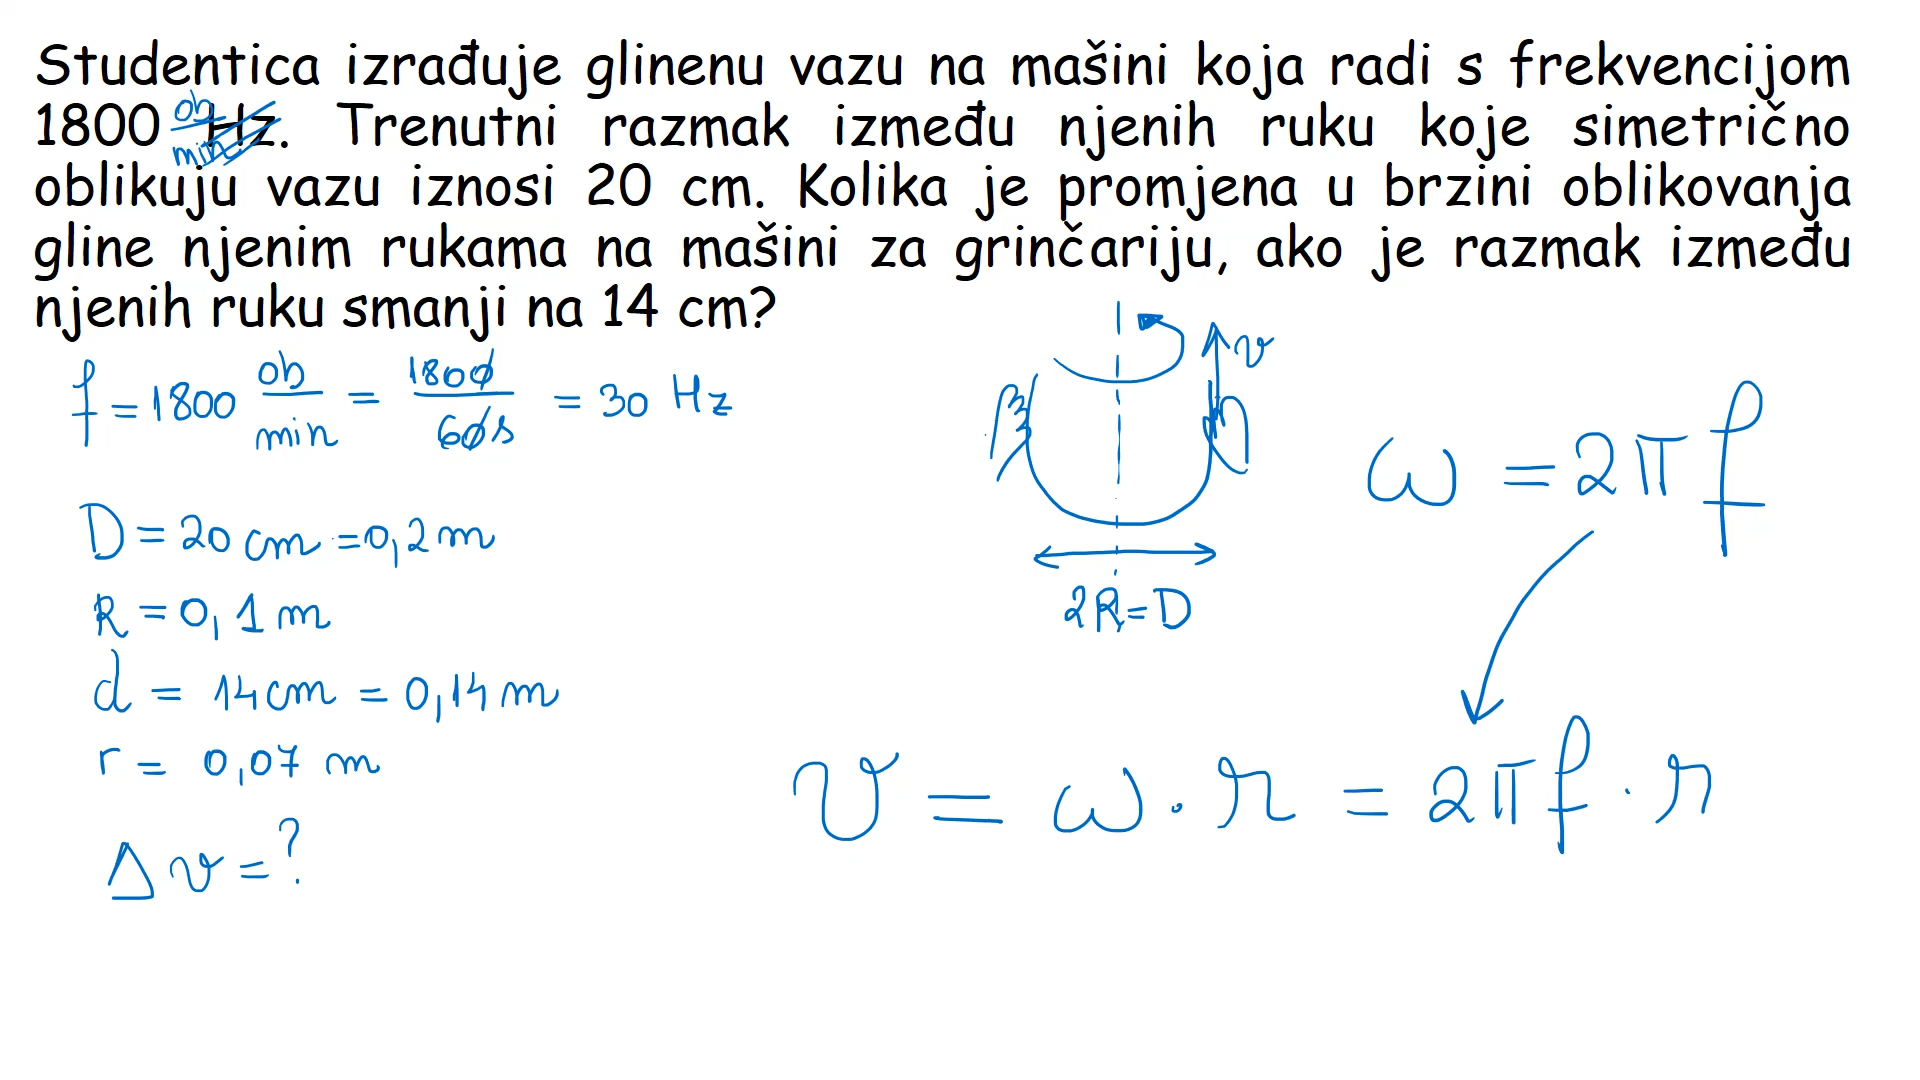 Studentica izrađuje glinenu vazu na mašini koja radi s frekvencijom
1800 ob/min Hz. Trenutni razmak između njenih ruku koje simetrično
oblikuju vazu iznosi 20 cm. Kolika je promjena u brzini oblikovanja
gline njenim rukama na mašini za grinčariju, ako je razmak između
njenih ruku smanji na 14 cm?
f = 1800 ob/min = 1800/60s = 30 Hz
D = 20 cm = 0,2 m
R = 0,1 m
d = 14 cm = 0,14 m
r = 0,07 m
Δv = ?
v
2R = D
ω = 2πf
v = ω · r = 2πf · r